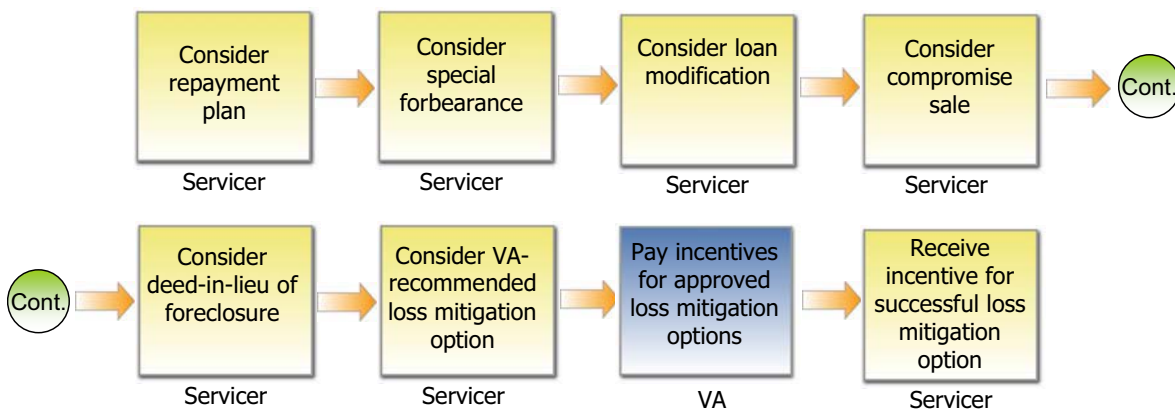 Consider
repayment
plan
Servicer
Consider
special
forbearance
Servicer
Consider loan
modification
Servicer
Consider
compromise
sale
Servicer
Cont.
Cont.
Consider
deed-in-lieu of
foreclosure
Servicer
Consider VA-
recommended
loss mitigation
option
Servicer
Pay incentives
for approved
loss mitigation
options
VA
Receive
incentive for
successful loss
mitigation
option
Servicer